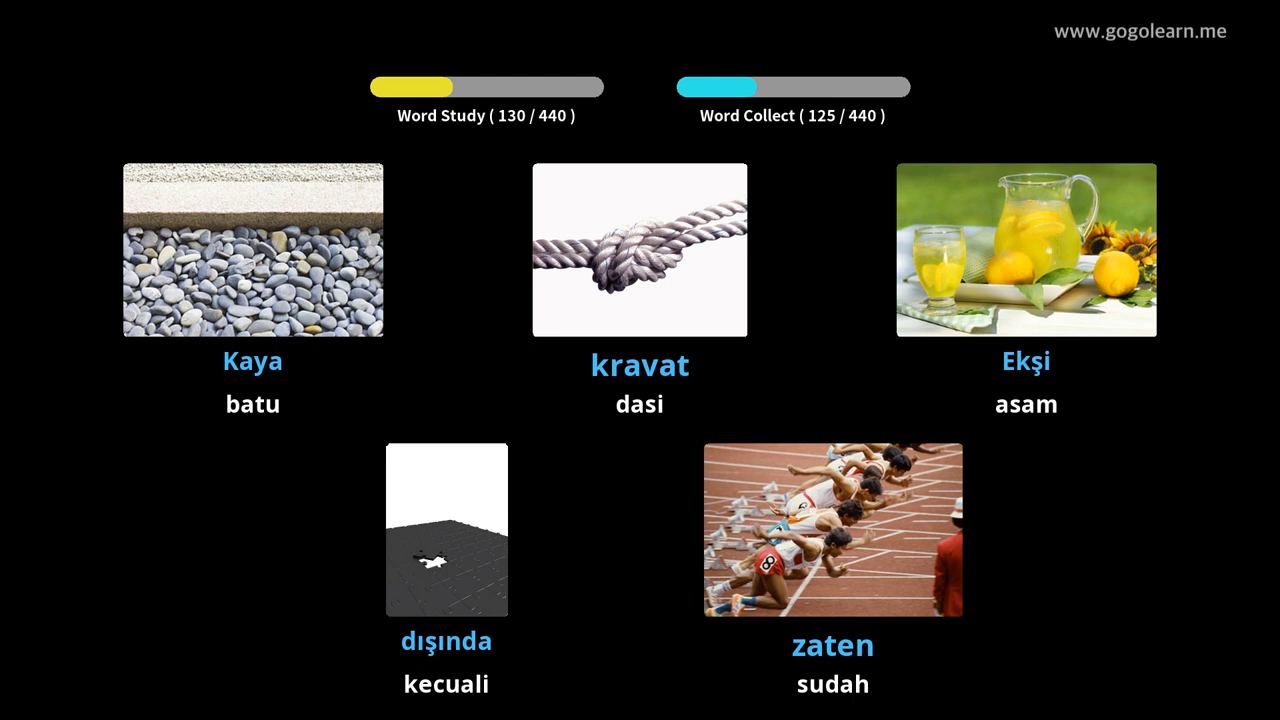 www.gogolearn.me
Word Study ( 130 / 440 )
Word Collect ( 125 / 440 )
Kaya
batu
kravat
dasi
Ekşi
asam
dışında
kecuali
zaten
sudah